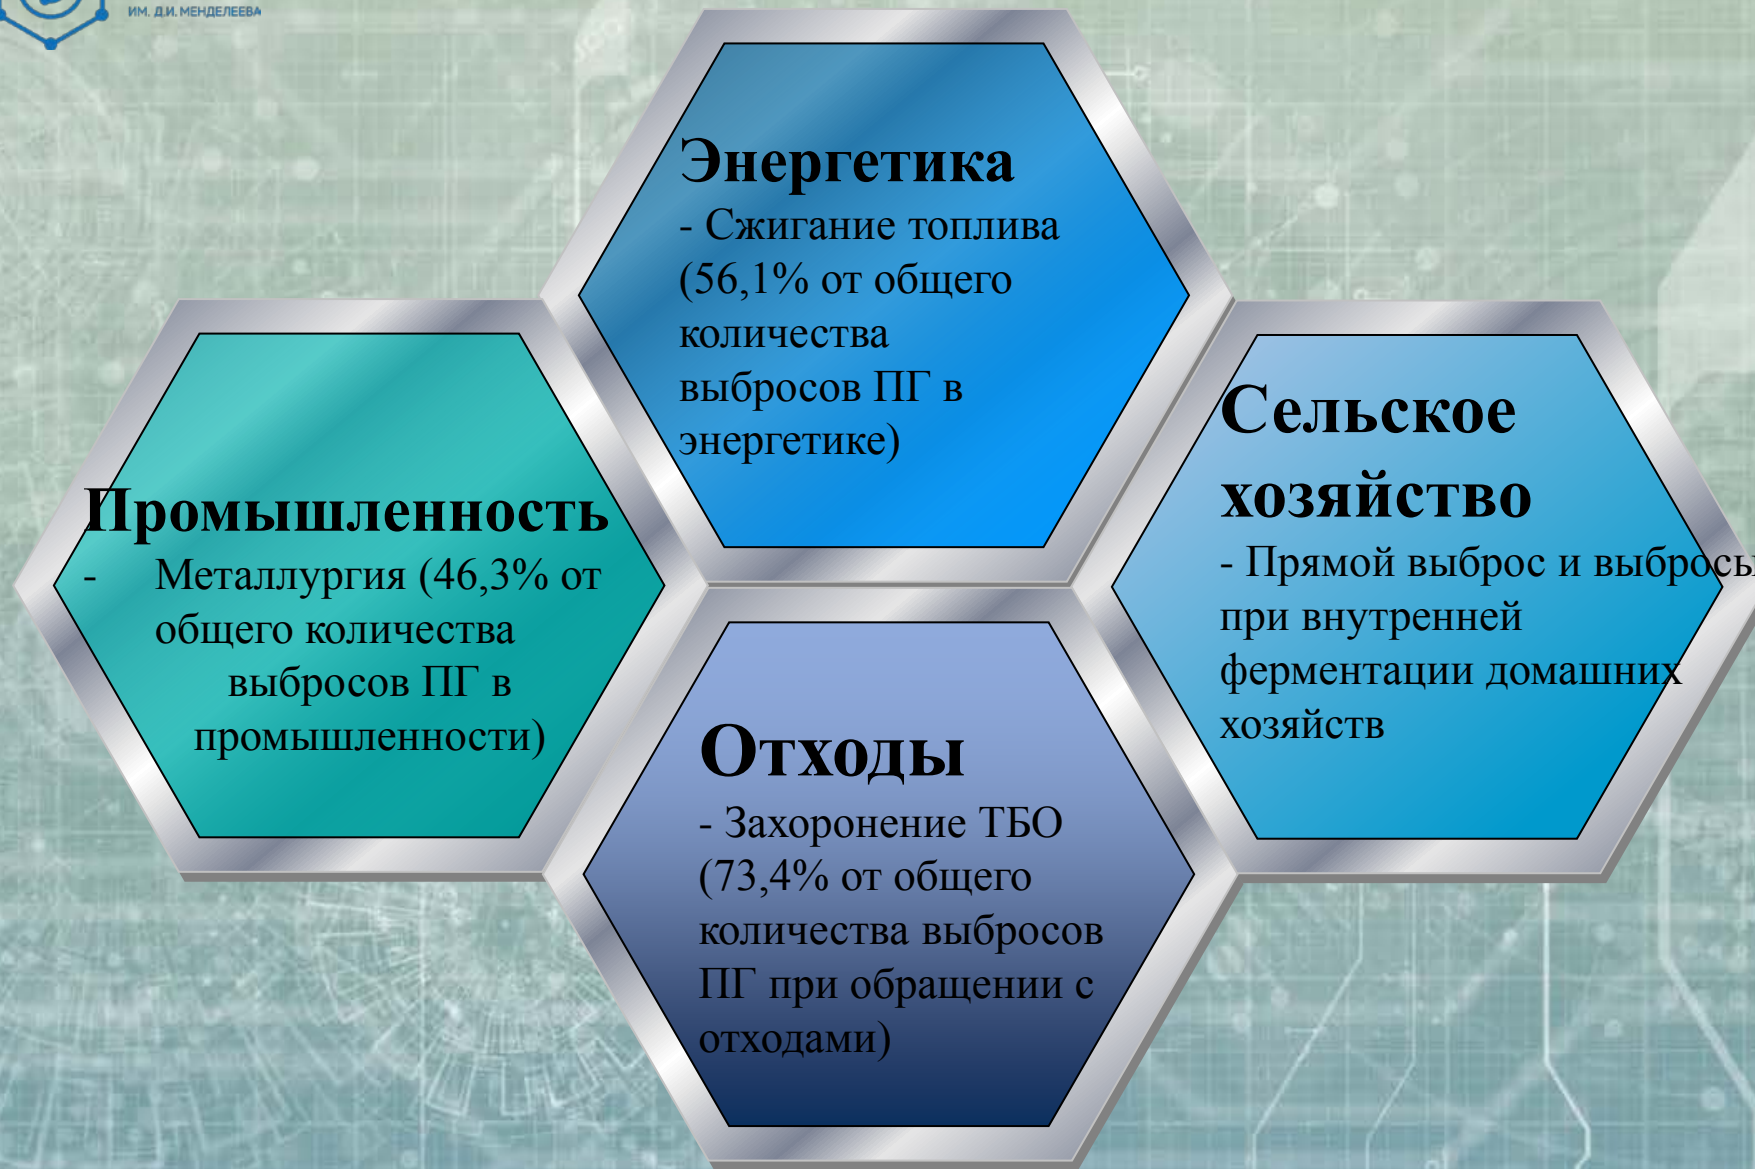 ИМ. Д.И. МЕНДЕЛЕЕВА
Энергетика
- Сжигание топлива
(56,1% от общего
количества
выбросов ПГ в
энергетике)
Промышленность
- Металлургия (46,3% от
общего количества
выбросов ПГ в
промышленности)
Сельское
хозяйство
- Прямой выброс и выбросы
при внутренней
ферментации домашних
хозяйств
Отходы
- Захоронение ТБО
(73,4% от общего
количества выбросов
ПГ при обращении с
отходами)